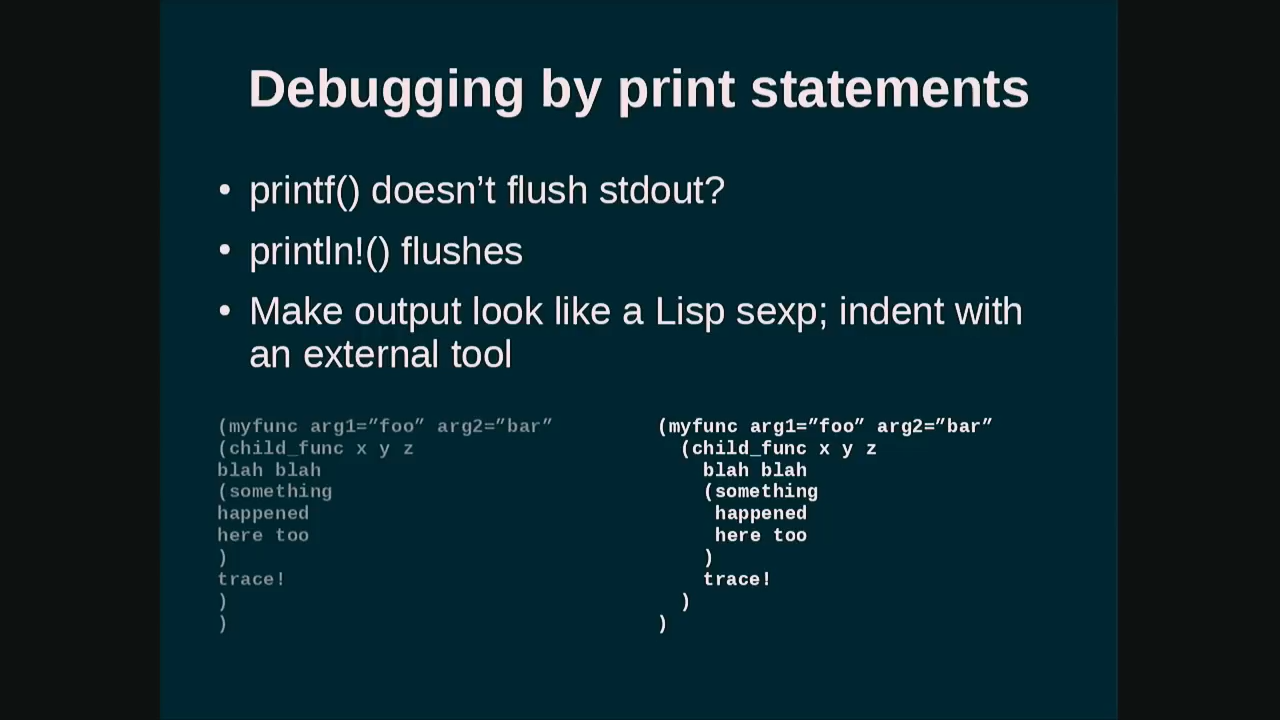 Debugging by print statements
• printf() doesn’t flush stdout?
• println!() flushes
• Make output look like a Lisp sexp; indent with
an external tool
(myfunc arg1=”foo” arg2=”bar”
(child_func x y z
blah blah
(something
happened
here too
)
trace!
)
)
(myfunc arg1=”foo” arg2=”bar”
  (child_func x y z
    blah blah
    (something
     happened
     here too
    )
    trace!
  )
)